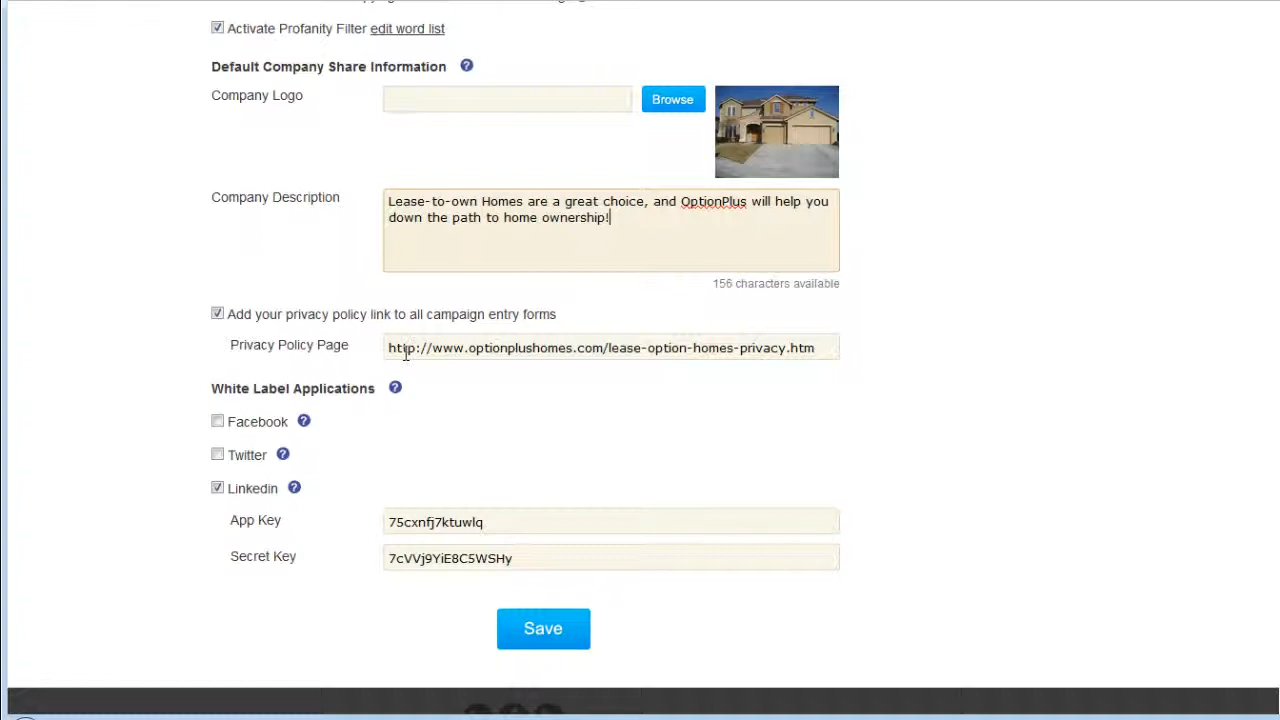 Activate Profanity Filter edit word list
Default Company Share Information ?
Company Logo
Browse
Company Description
Lease-to-own Homes are a great choice, and OptionPlus will help you
down the path to home ownership!
156 characters available
Add your privacy policy link to all campaign entry forms
Privacy Policy Page
http://www.optionplushomes.com/lease-option-homes-privacy.htm
White Label Applications ?
Facebook ?
Twitter ?
Linkedin ?
App Key
75cxnfj7ktuwlq
Secret Key
7cVVj9YiE8C5WSHy
Save